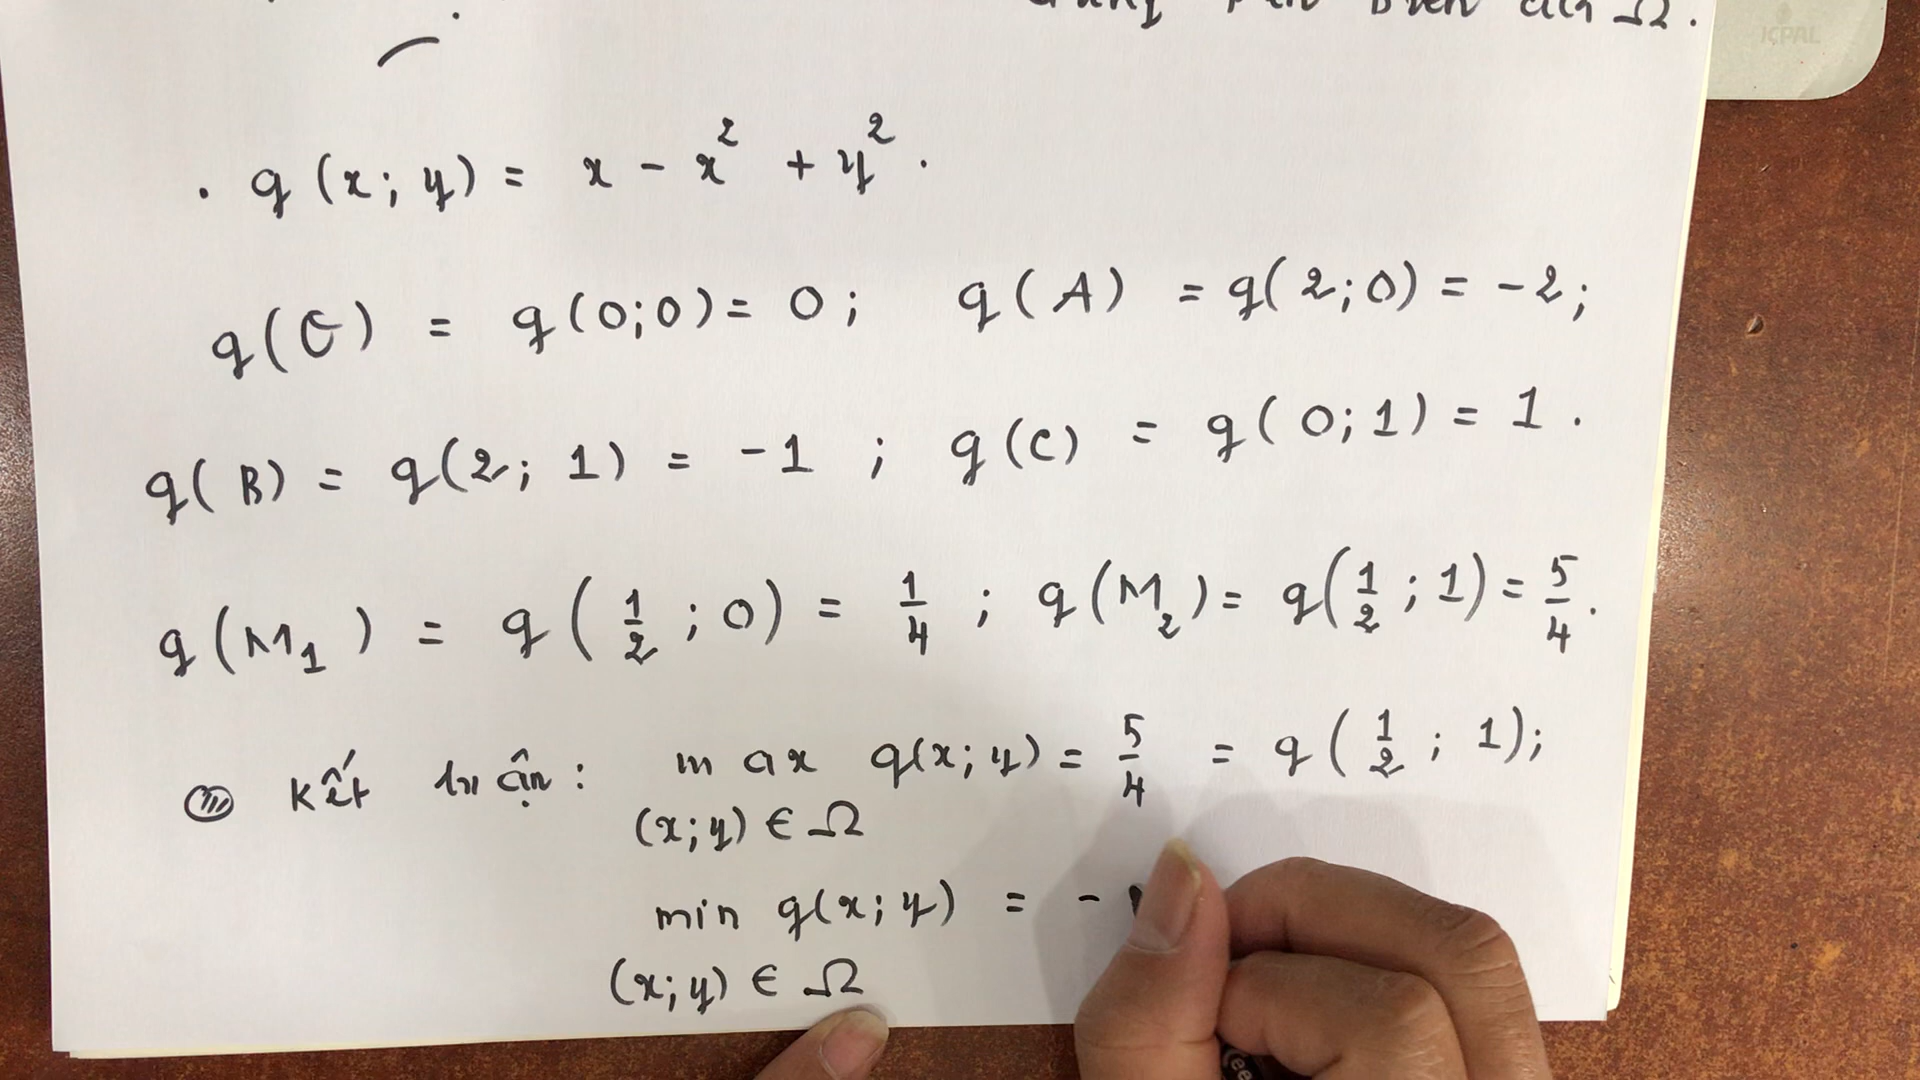 của Ω.
. g(x; y) = x - x² + y².
g(O) = g(0;0) = 0; g(A) = g(2;0) = -2;
g(B) = g(2; 1) = -1 ; g(C) = g(0;1) = 1.
g(M₁) = g(1/2 ; 0) = 1/4 ; g(M₂) = g(1/2 ; 1) = 5/4.
Kết luận: max g(x; y) = 5/4 = g(1/2 ; 1);
(x; y) ∈ Ω
min g(x; y) = -
(x; y) ∈ Ω